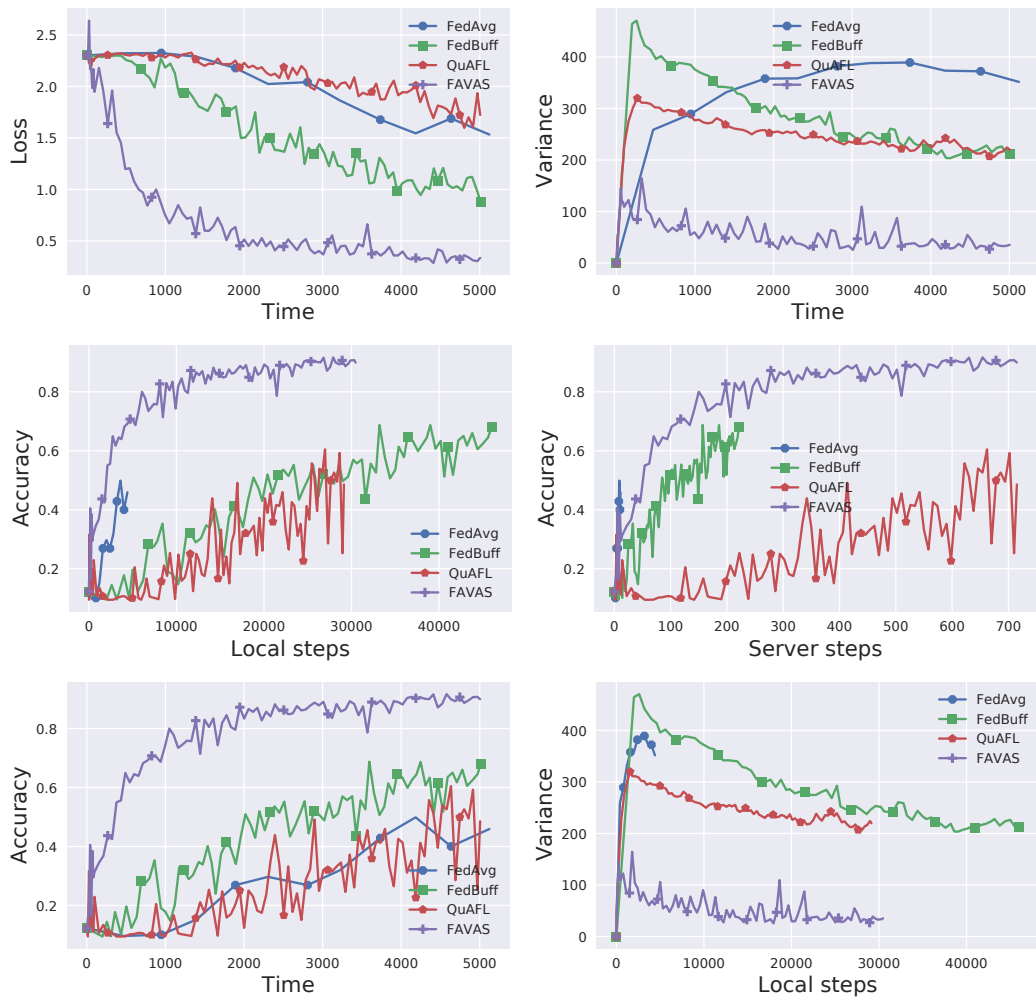 2.5
2.0
1.5
1.0
0.5
Loss
FedAvg
FedBuff
QuAFL
FAVAS
0
1000
2000
3000
4000
5000
Time
400
300
200
100
0
Variance
FedAvg
FedBuff
QuAFL
FAVAS
0
1000
2000
3000
4000
5000
Time
0.8
0.6
0.4
0.2
Accuracy
FedAvg
FedBuff
QuAFL
FAVAS
0
10000
20000
30000
40000
Local steps
0.8
0.6
0.4
0.2
Accuracy
FedAvg
FedBuff
QuAFL
FAVAS
0
100
200
300
400
500
600
700
Server steps
0.8
0.6
0.4
0.2
Accuracy
FedAvg
FedBuff
QuAFL
FAVAS
0
1000
2000
3000
4000
5000
Time
400
300
200
100
0
Variance
FedAvg
FedBuff
QuAFL
FAVAS
0
10000
20000
30000
40000
Local steps